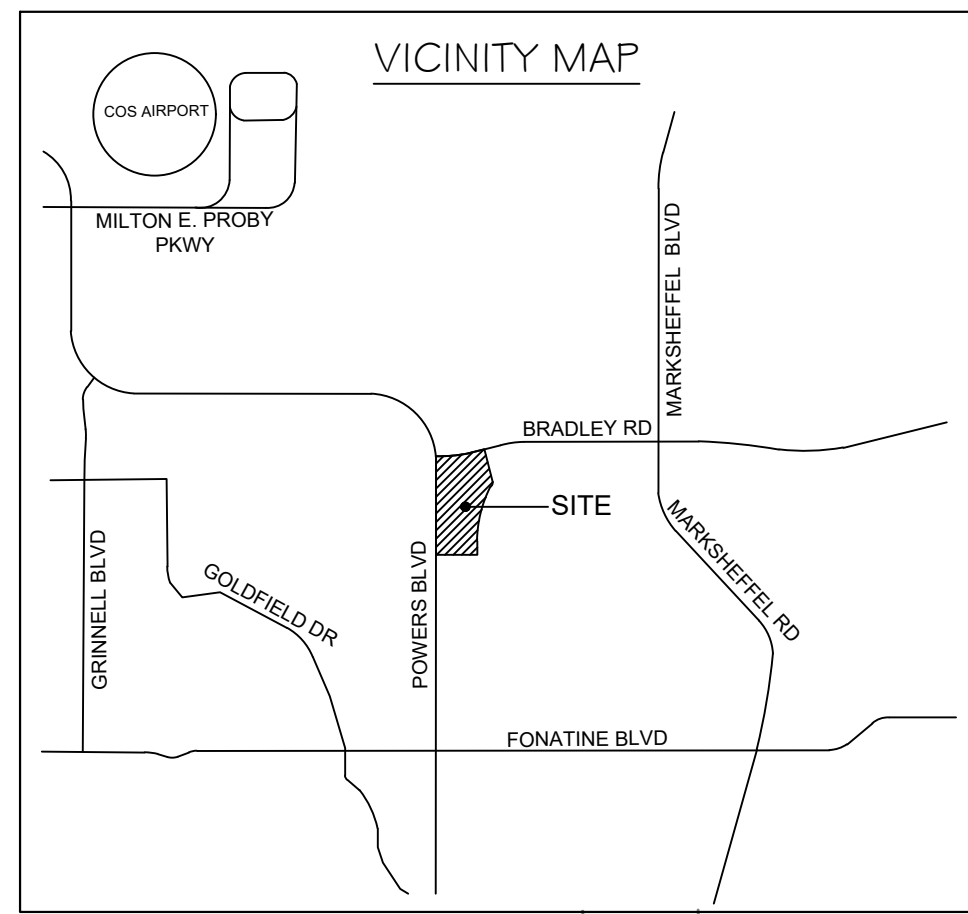 VICINITY MAP
COS AIRPORT
MILTON E. PROBY
PKWY
MARKSHEFFEL BLVD
BRADLEY RD
SITE
MARKSHEFFEL RD
GRINNELL BLVD
GOLDFIELD DR
POWERS BLVD
FONATINE BLVD